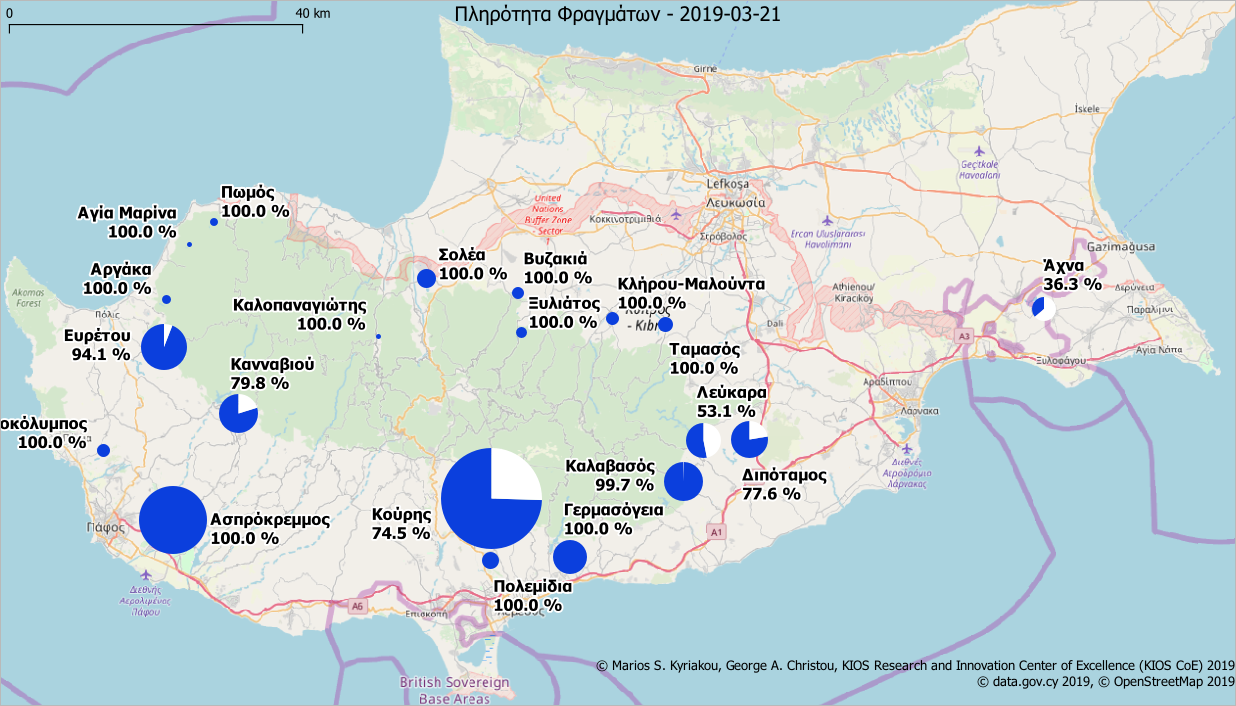 0 40 km
Πληρότητα Φραγμάτων - 2019-03-21
Girne
İskele
Geçitkale
Havaalanı
Lefkoşa
Λευκωσία
Στρόβολος
United
Nations
Buffer Zone
- Sector
Κοκκινοτριμιθιά
Ercan Uluslararası
Havalimanı
Gazimağusa
Πωμός
100.0 %
Αγία Μαρίνα
100.0 %
Αργάκα
100.0 %
Akamas
Forest
Πόλις
Σολέα
100.0 %
Βυζακιά
100.0 %
Ξυλιάτος
100.0 %
Κλήρου-Μαλούντα
100.0 %
- Kıbrıs
Καλοπαναγιώτης
100.0 %
Άχνα
36.3 %
Athienou/
Kiracıköy
Dali
Δερύνεια
Παραλίμνι
Αγία Νάπα
Ξυλοφάγου
A3
Ευρέτου
94.1 %
Κανναβιού
79.8 %
Ταμασός
100.0 %
Λεύκαρα
53.1 %
Αραδίππου
Λάρνακα
Διεθνές
Αεροδρόμιο
Λάρνακας
οκόλυμπος
100.0 %
Καλαβασός
99.7 %
Διπόταμος
77.6 %
Κούρης
74.5 %
Γερμασόγεια
100.0 %
Ασπρόκρεμμος
100.0 %
Πάφος
A1
Διεθνής
Αερολιμένας
Πάφου
Πολεμίδια
100.0 %
A6
Επισκοπή
Λεμεσός
British Sovereign
Base Areas
© Marios S. Kyriakou, George A. Christou, KIOS Research and Innovation Center of Excellence (KIOS CoE) 2019
© data.gov.cy 2019, © OpenStreetMap 2019